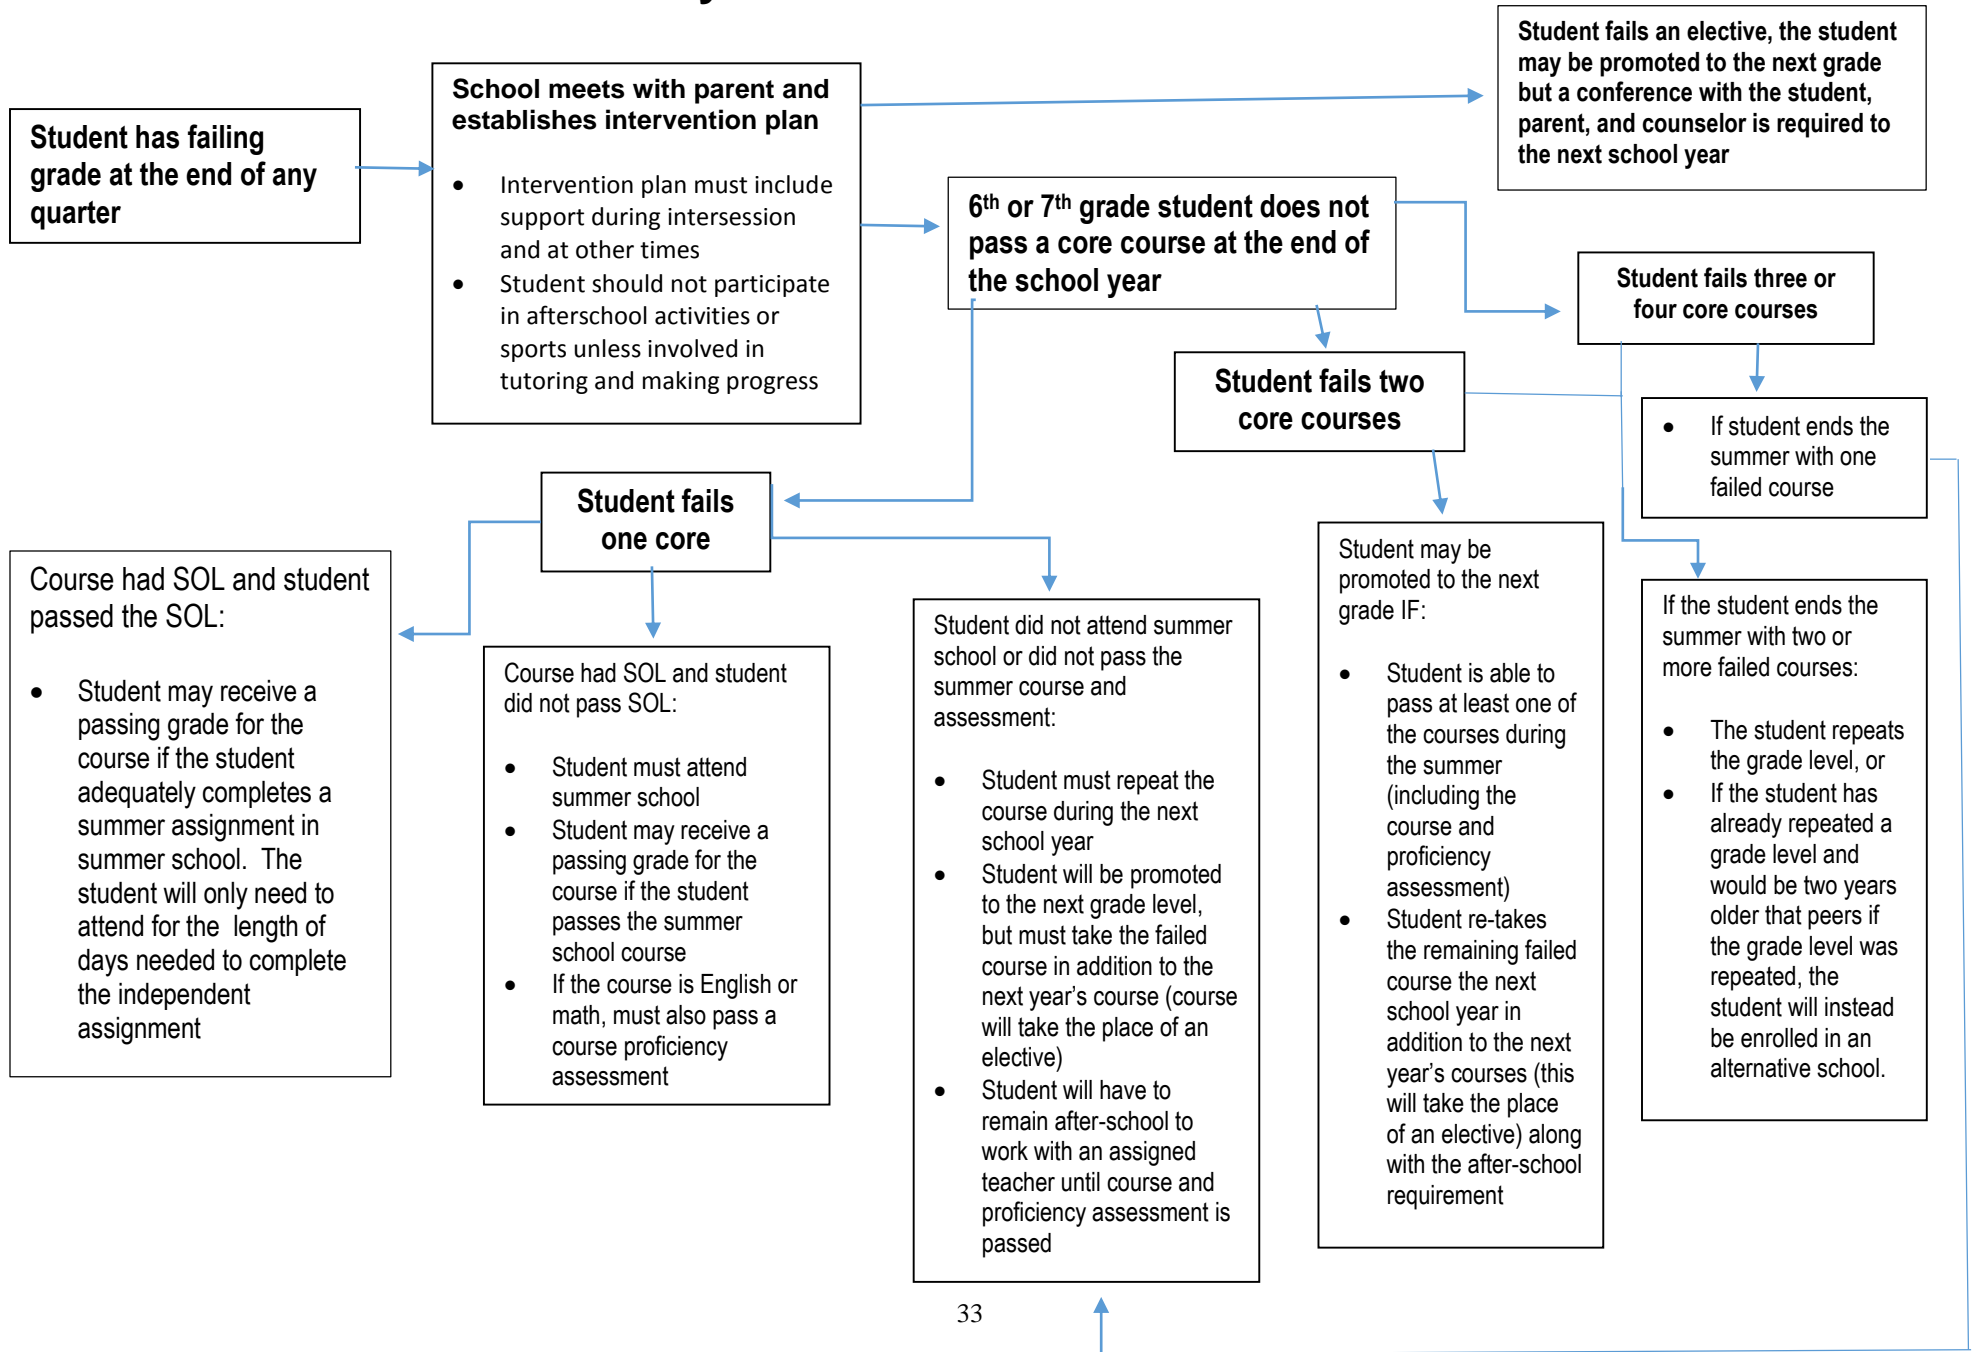 Student has failing
grade at the end of any
quarter
School meets with parent and
establishes intervention plan
• Intervention plan must include
support during intersession
and at other times
• Student should not participate
in afterschool activities or
sports unless involved in
tutoring and making progress
Student fails an elective, the student
may be promoted to the next grade
but a conference with the student,
parent, and counselor is required to
the next school year
6th or 7th grade student does not
pass a core course at the end of
the school year
Student fails three or
four core courses
Student fails two
core courses
• If student ends the
summer with one
failed course
Student fails
one core
Course had SOL and student
passed the SOL:
• Student may receive a
passing grade for the
course if the student
adequately completes a
summer assignment in
summer school.  The
student will only need to
attend for the  length of
days needed to complete
the independent
assignment
Course had SOL and student
did not pass SOL:
• Student must attend
summer school
• Student may receive a
passing grade for the
course if the student
passes the summer
school course
• If the course is English or
math, must also pass a
course proficiency
assessment
Student did not attend summer
school or did not pass the
summer course and
assessment:
• Student must repeat the
course during the next
school year
• Student will be promoted
to the next grade level,
but must take the failed
course in addition to the
next year’s course (course
will take the place of an
elective)
• Student will have to
remain after-school to
work with an assigned
teacher until course and
proficiency assessment is
passed
Student may be
promoted to the next
grade IF:
• Student is able to
pass at least one of
the courses during
the summer
(including the
course and
proficiency
assessment)
• Student re-takes
the remaining failed
course the next
school year in
addition to the next
year’s courses (this
will take the place
of an elective) along
with the after-school
requirement
If the student ends the
summer with two or
more failed courses:
• The student repeats
the grade level, or
• If the student has
already repeated a
grade level and
would be two years
older that peers if
the grade level was
repeated, the
student will instead
be enrolled in an
alternative school.
33